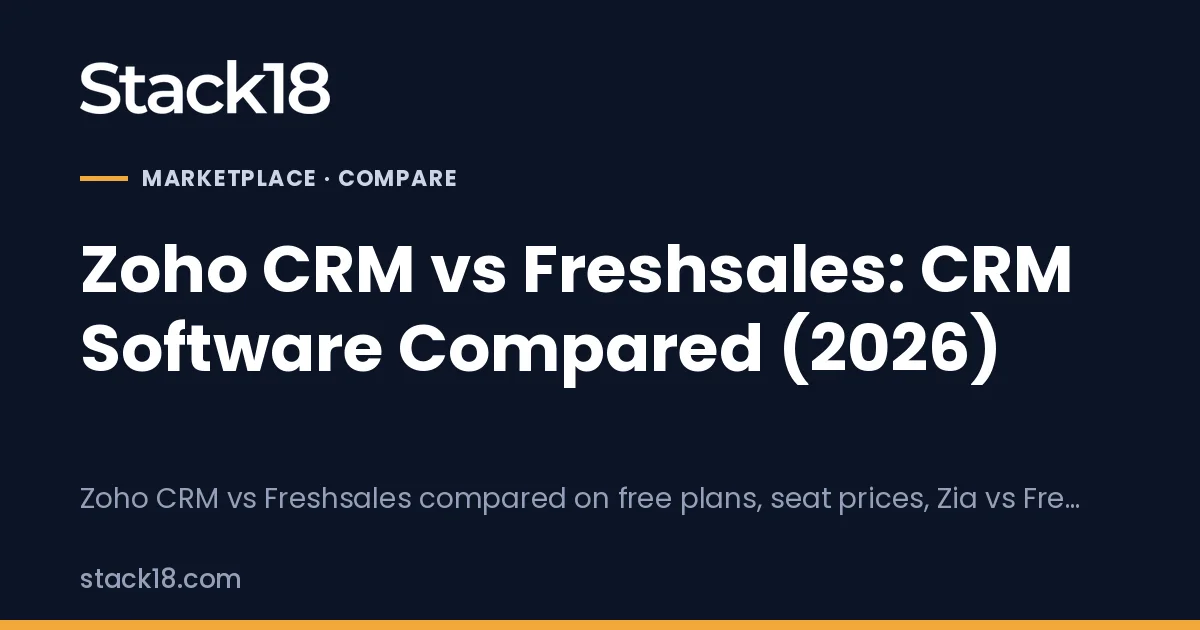 Stack18
MARKETPLACE · COMPARE
Zoho CRM vs Freshsales: CRM
Software Compared (2026)
Zoho CRM vs Freshsales compared on free plans, seat prices, Zia vs Fre…
stack18.com